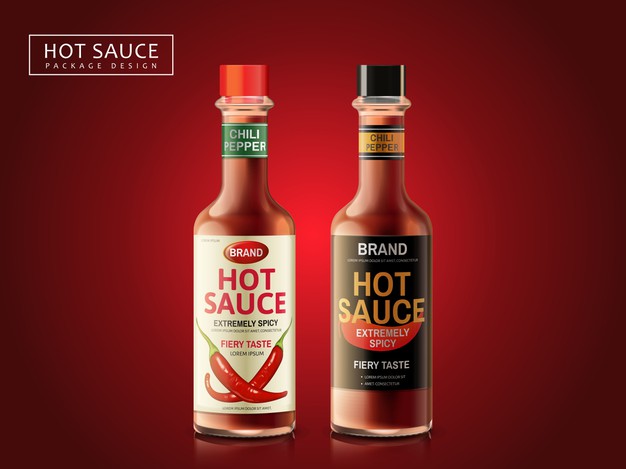 HOT SAUCE
PACKAGE DESIGN
CHILI
PEPPER
BRAND
HOT
SAUCE
EXTREMELY SPICY
FIERY TASTE
LOREM IPSUM
CHILI
PEPPER
BRAND
HOT
SAUCE
EXTREMELY
SPICY
FIERY TASTE